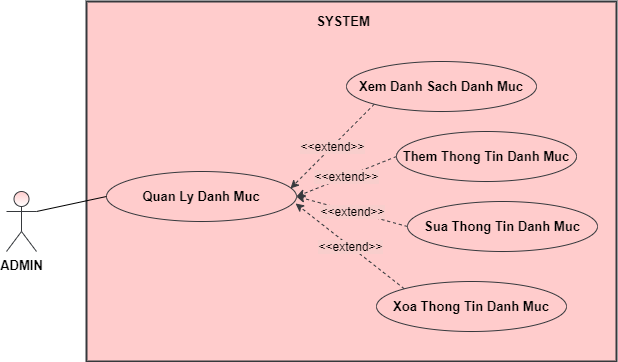 SYSTEM
Xem Danh Sach Danh Muc
<<extend>>
Them Thong Tin Danh Muc
<<extend>>
Quan Ly Danh Muc
<<extend>>
Sua Thong Tin Danh Muc
<<extend>>
ADMIN
Xoa Thong Tin Danh Muc